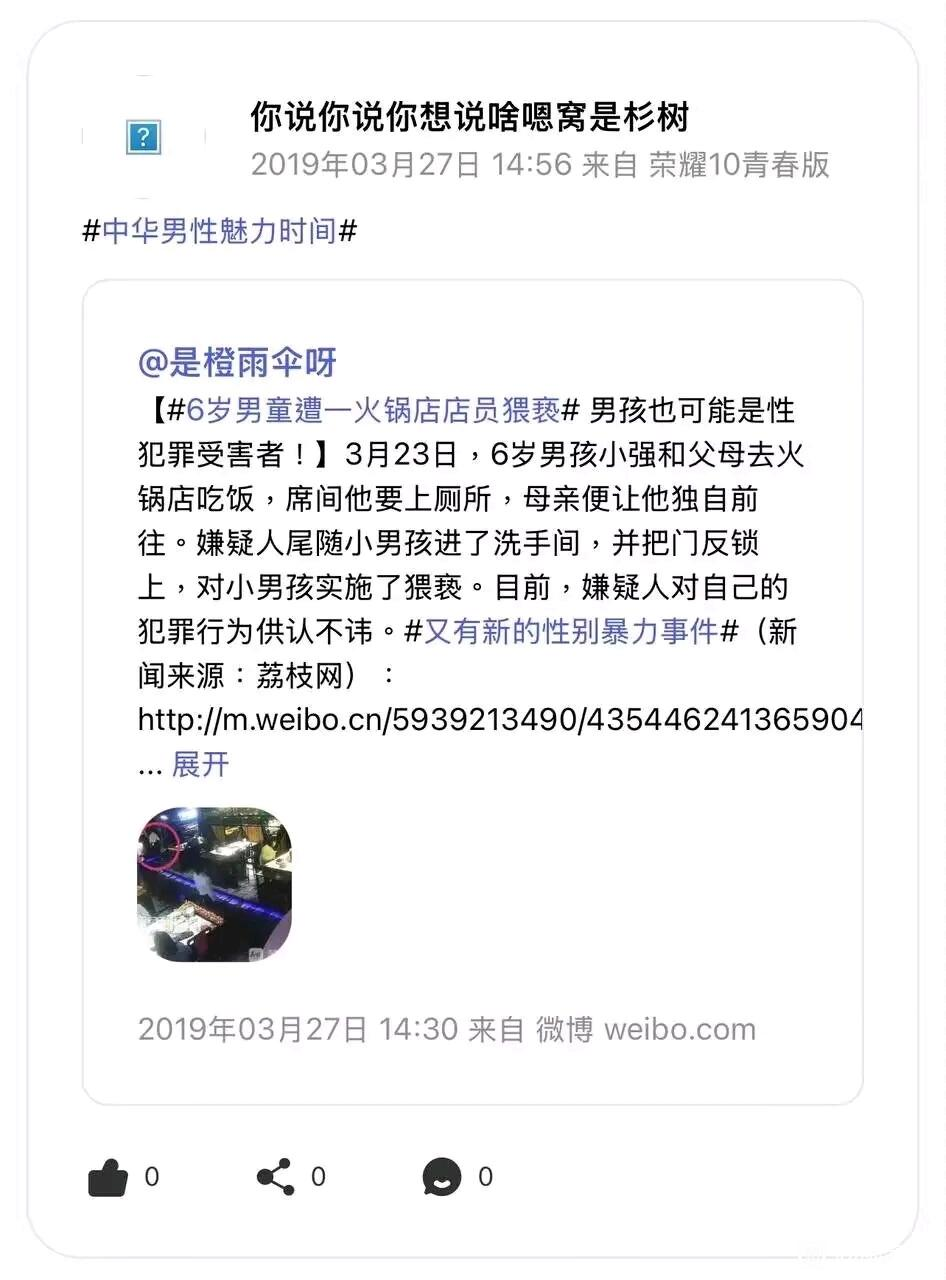 你说你说你想说啥嗯窝是杉树
2019年03月27日 14:56 来自 荣耀10青春版
#中华男性魅力时间#
@是橙雨伞呀
【#6岁男童遭一火锅店店员猥亵# 男孩也可能是性
犯罪受害者！】3月23日，6岁男孩小强和父母去火
锅店吃饭，席间他要上厕所，母亲便让他独自前
往。嫌疑人尾随小男孩进了洗手间，并把门反锁
上，对小男孩实施了猥亵。目前，嫌疑人对自己的
犯罪行为供认不讳。#又有新的性别暴力事件#（新
闻来源：荔枝网）：
http://m.weibo.cn/5939213490/435446241365904
... 展开
2019年03月27日 14:30 来自 微博 weibo.com
0
0
0